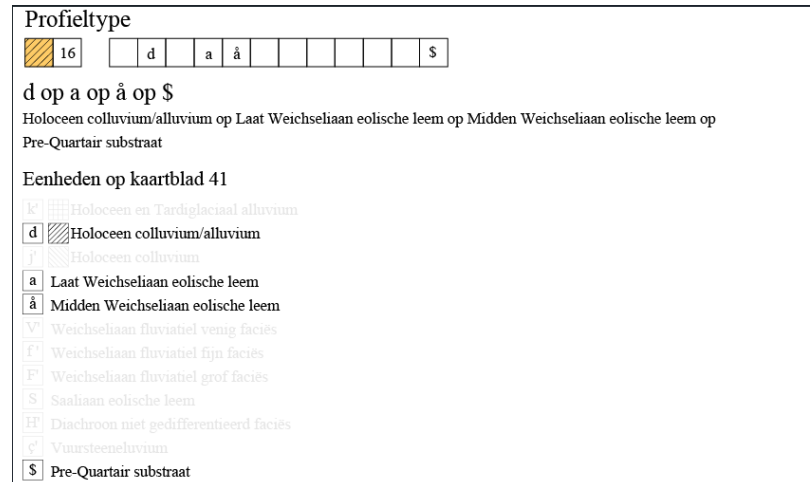 Profieltype
16 d a å $
d op a op å op $
Holoceen colluvium/alluvium op Laat Weichseliaan eolische leem op Midden Weichseliaan eolische leem op
Pre-Quartair substraat
Eenheden op kaartblad 41
k' Holoceen en Tardiglaciaal alluvium
d Holoceen colluvium/alluvium
j' Holoceen colluvium
a Laat Weichseliaan eolische leem
å Midden Weichseliaan eolische leem
V' Weichseliaan fluviatiel venig faciës
f' Weichseliaan fluviatiel fijn faciës
F' Weichseliaan fluviatiel grof faciës
S Saaliaan eolische leem
H' Diachroon niet gedifferentieerd faciës
ç' Vuursteeneluvium
$ Pre-Quartair substraat